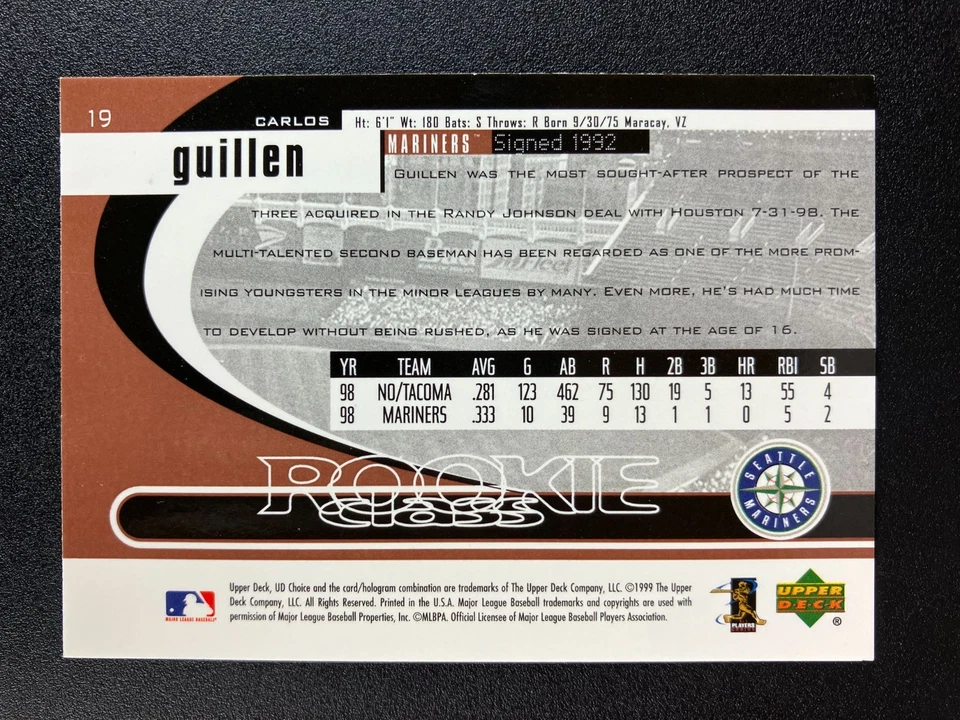 19
CARLOS
guillen
Ht: 6'1" Wt: 180 Bats: S Throws: R Born 9/30/75 Maracay, VZ
MARINERS™ Signed 1992
GUILLEN WAS THE MOST SOUGHT-AFTER PROSPECT OF THE
THREE ACQUIRED IN THE RANDY JOHNSON DEAL WITH HOUSTON 7-31-98. THE
MULTI-TALENTED SECOND BASEMAN HAS BEEN REGARDED AS ONE OF THE MORE PROM-
ISING YOUNGSTERS IN THE MINOR LEAGUES BY MANY. EVEN MORE, HE'S HAD MUCH TIME
TO DEVELOP WITHOUT BEING RUSHED, AS HE WAS SIGNED AT THE AGE OF 16.
YR TEAM AVG G AB R H 2B 3B HR RBI SB
98 NO/TACOMA .281 123 462 75 130 19 5 13 55 4
98 MARINERS .333 10 39 9 13 1 1 0 5 2
ROOKIE
class
SEATTLE
MARINERS
Upper Deck, UD Choice and the card/hologram combination are trademarks of The Upper Deck Company, LLC. ©1999 The Upper
Deck Company, LLC. All Rights Reserved. Printed in the U.S.A. Major League Baseball trademarks and copyrights are used with
permission of Major League Baseball Properties, Inc. ©MLBPA. Official Licensee of Major League Baseball Players Association.
MAJOR LEAGUE BASEBALL
PLAYERS
CHOICE
UPPER
DECK
®